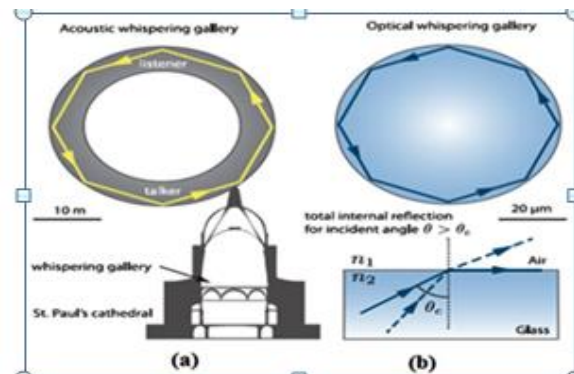 Acoustic whispering gallery
listener
talker
10 m
whispering gallery
St. Paul's cathedral
(a)
Optical whispering gallery
20 µm
total internal reflection
for incident angle θ > θc
n1
n2
Air
θc
Glass
(b)